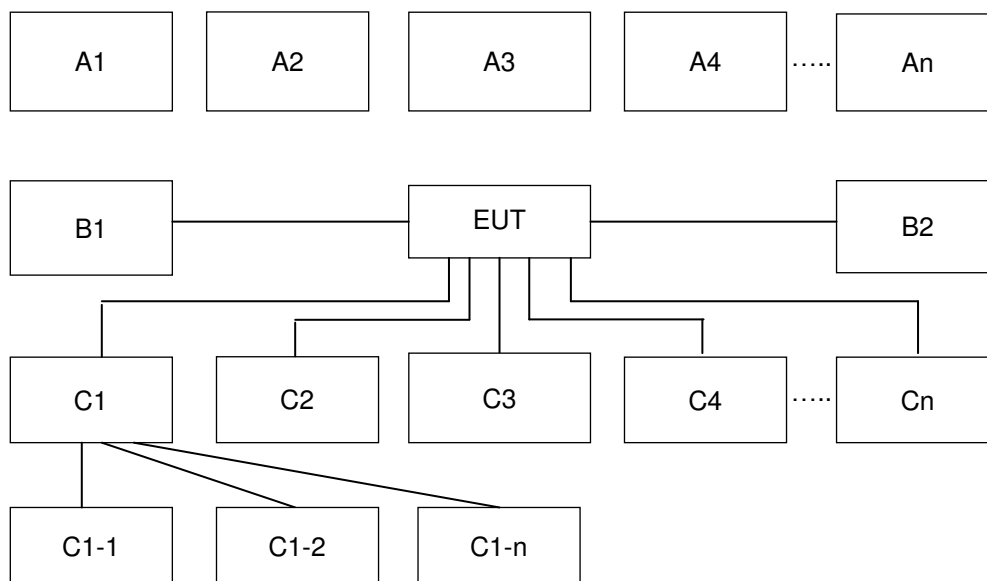 A1 A2 A3 A4 ..... An
B1 EUT B2
C1 C2 C3 C4 ..... Cn
C1-1 C1-2 C1-n